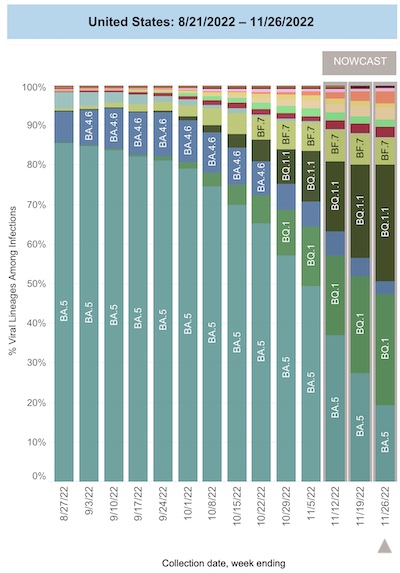 United States: 8/21/2022 – 11/26/2022
NOWCAST
% Viral Lineages Among Infections
100%
90%
80%
70%
60%
50%
40%
30%
20%
10%
0%
BA.4.6 BA.4.6 BA.4.6 BA.4.6 BA.4.6 BA.4.6 BA.4.6 BA.4.6
BF.7 BF.7 BF.7 BF.7 BF.7 BF.7
BQ.1.1 BQ.1.1 BQ.1.1 BQ.1.1 BQ.1.1
BQ.1 BQ.1 BQ.1 BQ.1 BQ.1
BA.5 BA.5 BA.5 BA.5 BA.5 BA.5 BA.5 BA.5 BA.5 BA.5 BA.5 BA.5 BA.5 BA.5
8/27/22 9/3/22 9/10/22 9/17/22 9/24/22 10/1/22 10/8/22 10/15/22 10/22/22 10/29/22 11/5/22 11/12/22 11/19/22 11/26/22
Collection date, week ending